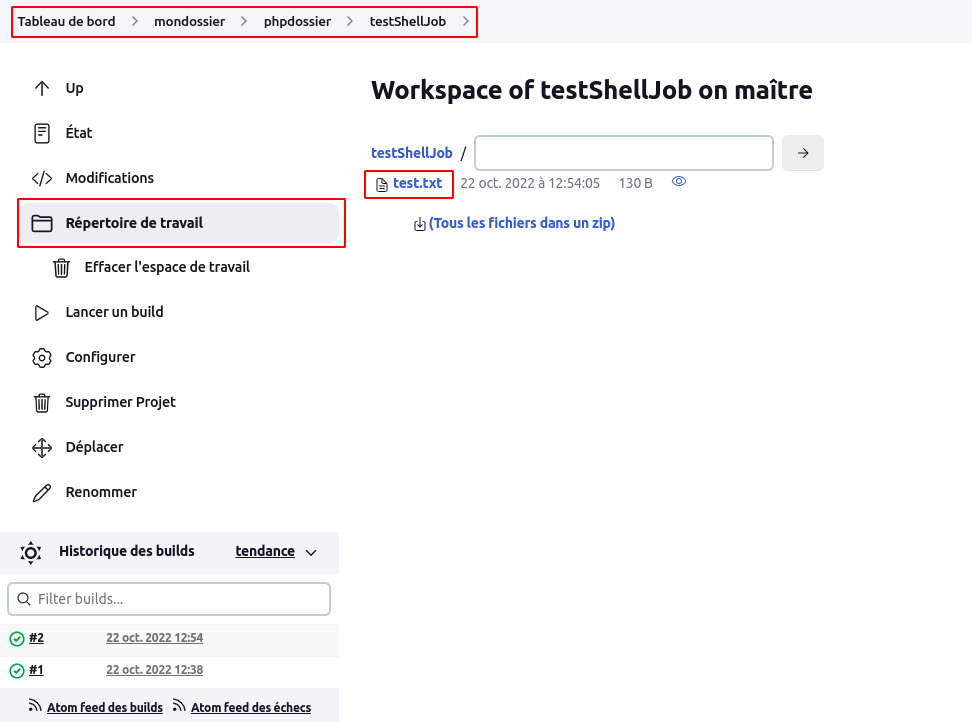 Tableau de bord > mondossier > phpdossier > testShellJob >
Up
État
Modifications
Répertoire de travail
Effacer l'espace de travail
Lancer un build
Configurer
Supprimer Projet
Déplacer
Renommer
Historique des builds tendance
Filter builds...
#2 22 oct. 2022 12:54
#1 22 oct. 2022 12:38
Atom feed des builds Atom feed des échecs
Workspace of testShellJob on maître
testShellJob /
test.txt 22 oct. 2022 à 12:54:05 130 B
(Tous les fichiers dans un zip)